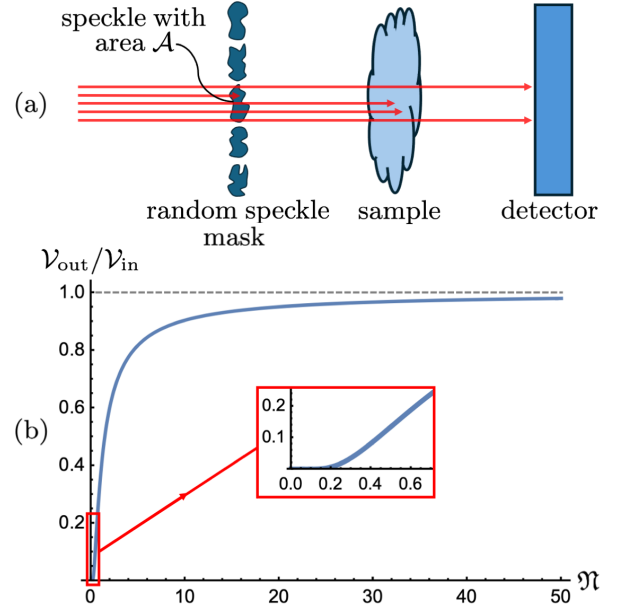 speckle with
area 𝒜
(a)
random speckle
mask
sample
detector
𝒱out/𝒱in
1.0
0.8
0.6
0.4
0.2
(b)
0.2
0.1
0.0 0.2 0.4 0.6
0 10 20 30 40 50
𝔑